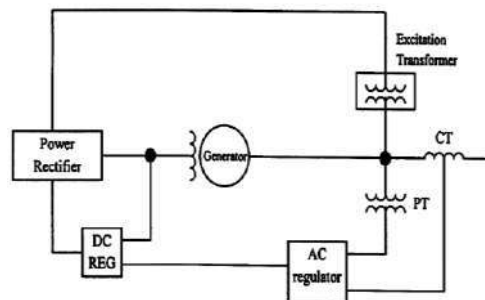 Excitation
Transformer
CT
Power
Rectifier
Generator
PT
DC
REG
AC
regulator